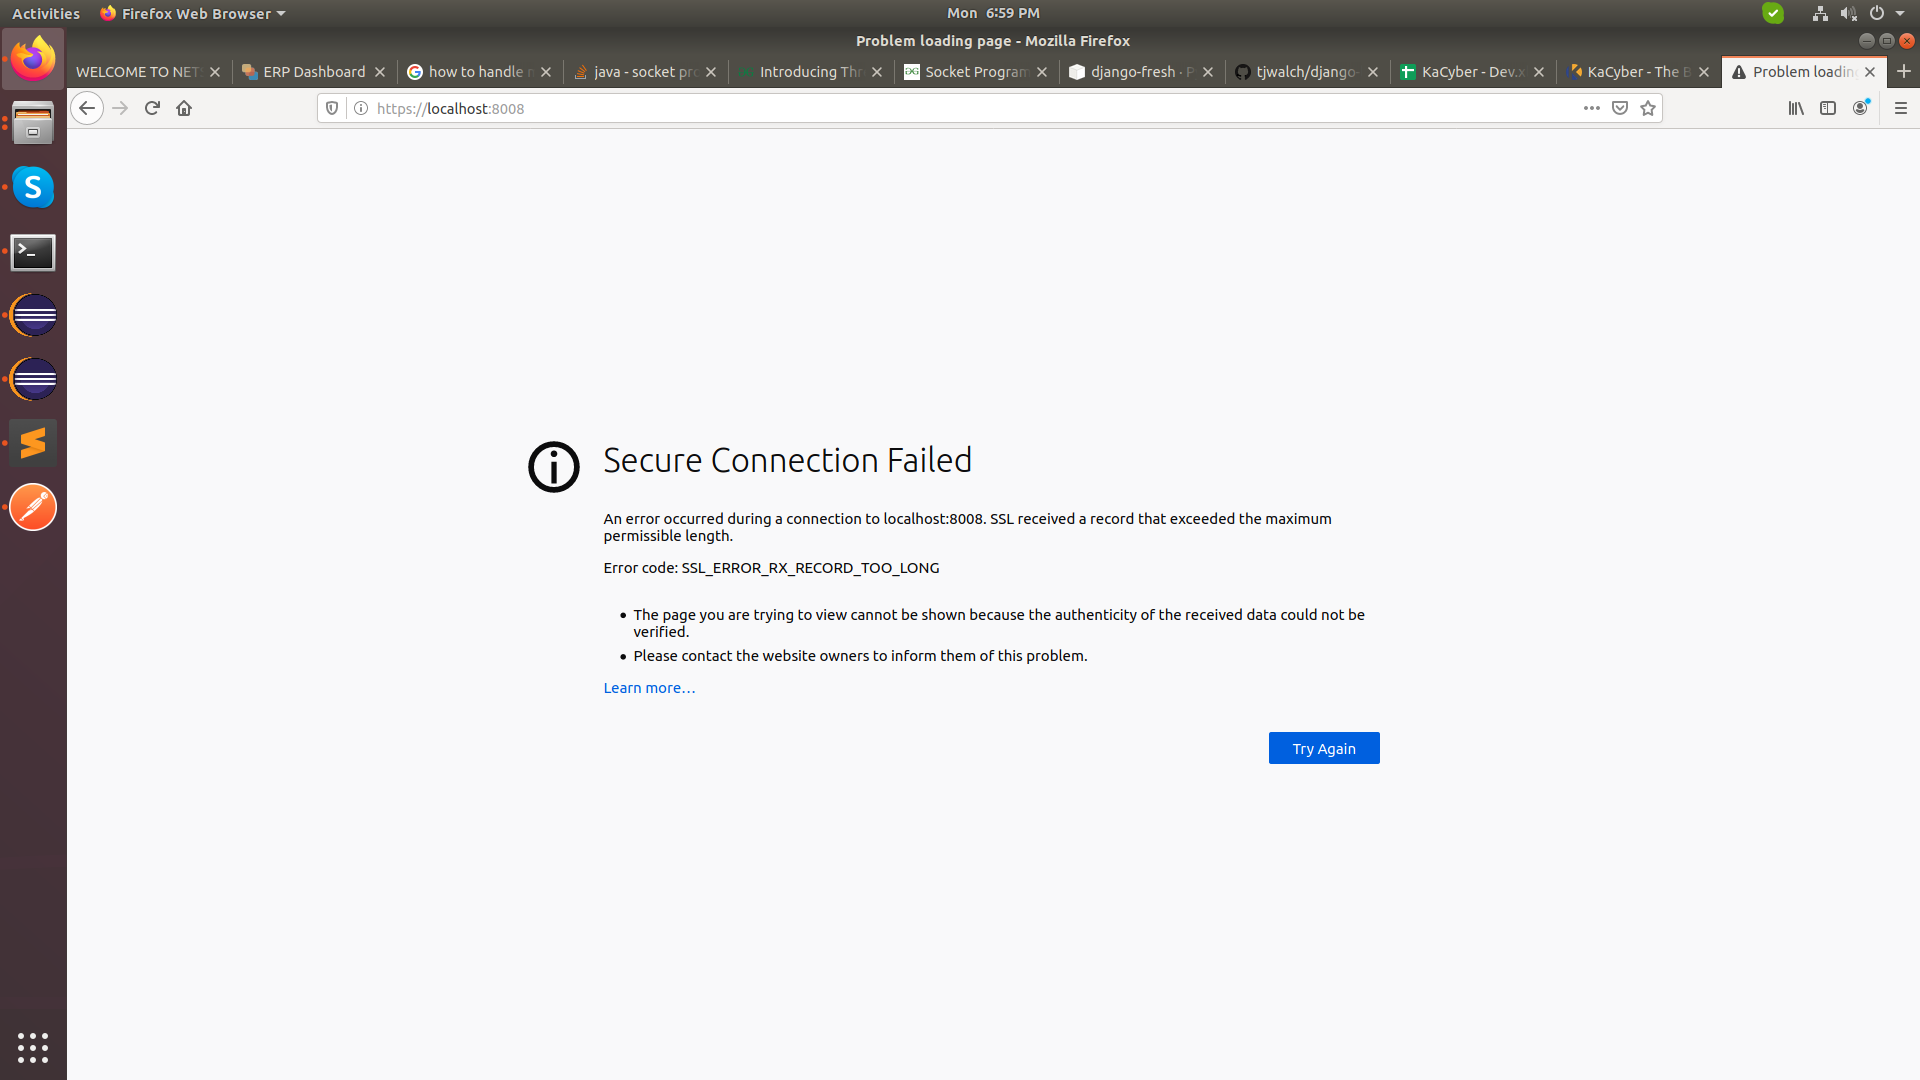 Activities
Firefox Web Browser
Mon 6:59 PM
Problem loading page - Mozilla Firefox
WELCOME TO NET
ERP Dashboard
how to handle
java - socket pr
Introducing Thr
Socket Program
django-fresh · P
tjwalch/django-
KaCyber - Dev.x
KaCyber - The B
Problem loading
https://localhost:8008
Secure Connection Failed
An error occurred during a connection to localhost:8008. SSL received a record that exceeded the maximum
permissible length.
Error code: SSL_ERROR_RX_RECORD_TOO_LONG
• The page you are trying to view cannot be shown because the authenticity of the received data could not be
verified.
• Please contact the website owners to inform them of this problem.
Learn more…
Try Again